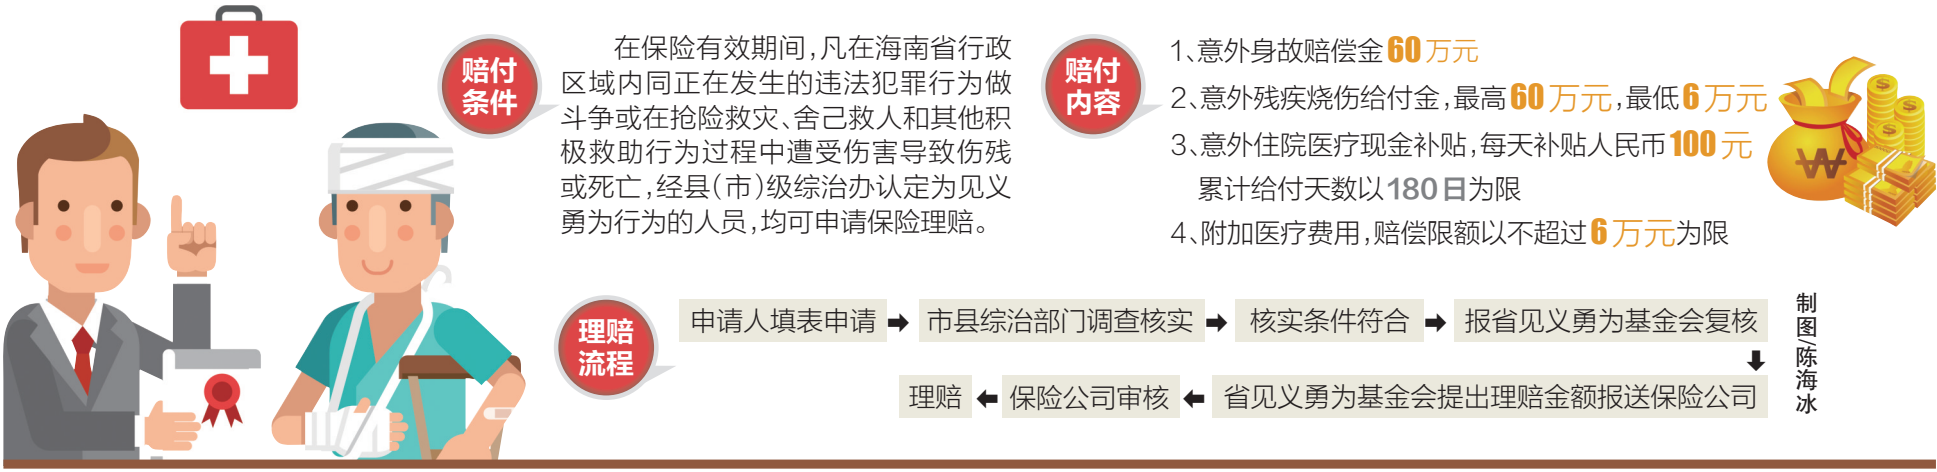 赔付
条件
在保险有效期间,凡在海南省行政
区域内同正在发生的违法犯罪行为做
斗争或在抢险救灾、舍己救人和其他积
极救助行为过程中遭受伤害导致伤残
或死亡,经县(市)级综治办认定为见义
勇为行为的人员,均可申请保险理赔。
赔付
内容
1、意外身故赔偿金60万元
2、意外残疾烧伤给付金,最高60万元,最低6万元
3、意外住院医疗现金补贴,每天补贴人民币100元
累计给付天数以180日为限
4、附加医疗费用,赔偿限额以不超过6万元为限
理赔
流程
申请人填表申请
市县综治部门调查核实
核实条件符合
报省见义勇为基金会复核
省见义勇为基金会提出理赔金额报送保险公司
保险公司审核
理赔
制图/陈海冰